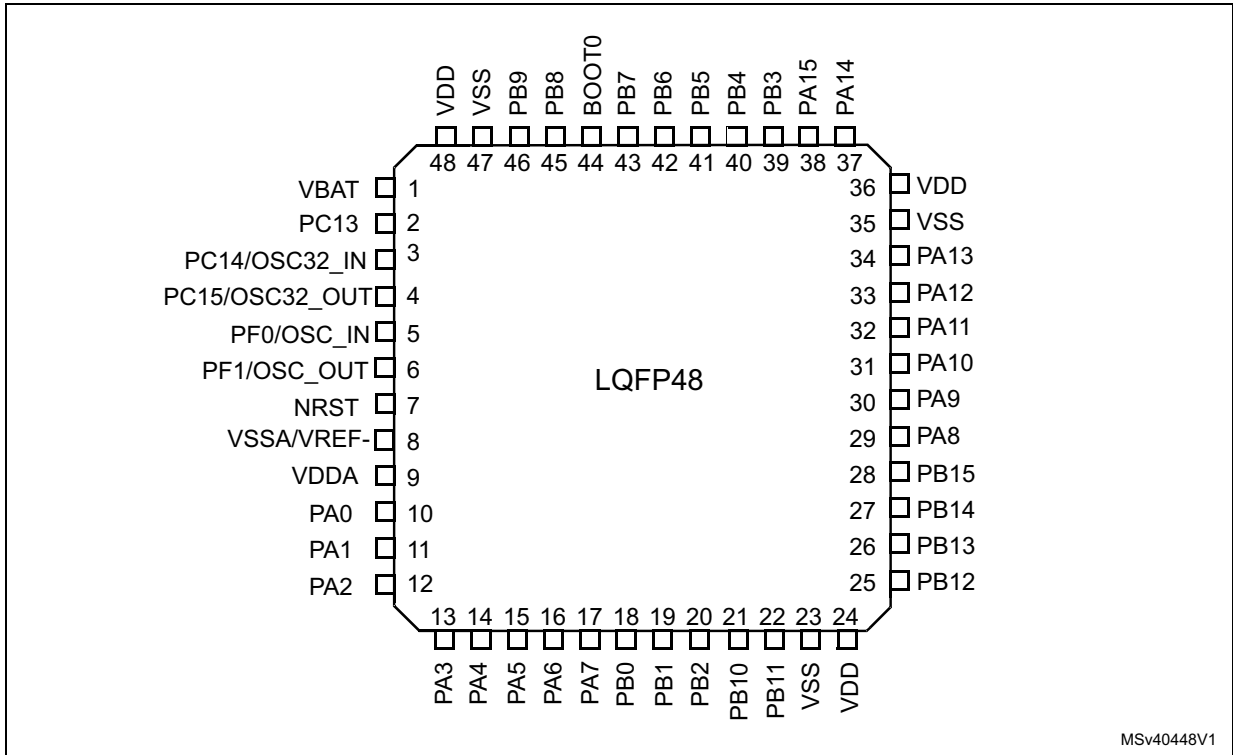 VDD
VSS
PB9
PB8
BOOT0
PB7
PB6
PB5
PB4
PB3
PA15
PA14
48 47 46 45 44 43 42 41 40 39 38 37
VBAT 1
PC13 2
PC14/OSC32_IN 3
PC15/OSC32_OUT 4
PF0/OSC_IN 5
PF1/OSC_OUT 6
NRST 7
VSSA/VREF- 8
VDDA 9
PA0 10
PA1 11
PA2 12
LQFP48
36 VDD
35 VSS
34 PA13
33 PA12
32 PA11
31 PA10
30 PA9
29 PA8
28 PB15
27 PB14
26 PB13
25 PB12
13 14 15 16 17 18 19 20 21 22 23 24
PA3
PA4
PA5
PA6
PA7
PB0
PB1
PB2
PB10
PB11
VSS
VDD
MSv40448V1